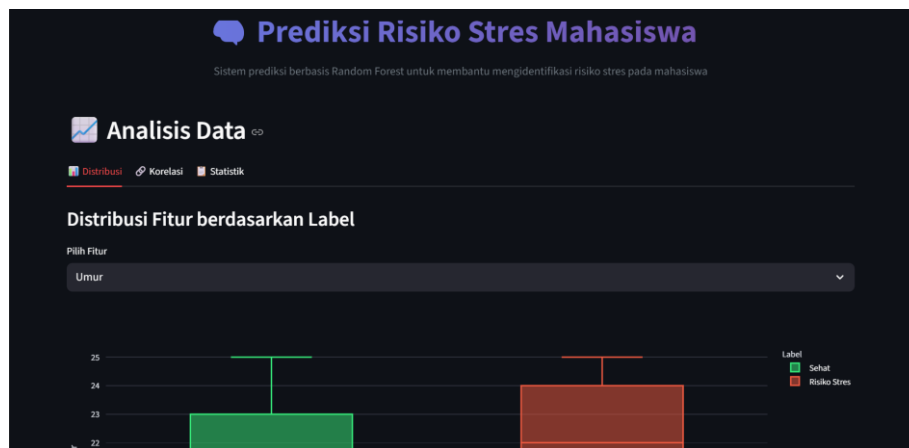 Prediksi Risiko Stres Mahasiswa
Sistem prediksi berbasis Random Forest untuk membantu mengidentifikasi risiko stres pada mahasiswa
Analisis Data
Distribusi Korelasi Statistik
Distribusi Fitur berdasarkan Label
Pilih Fitur
Umur
Label
Sehat
Risiko Stres
25
24
23
22